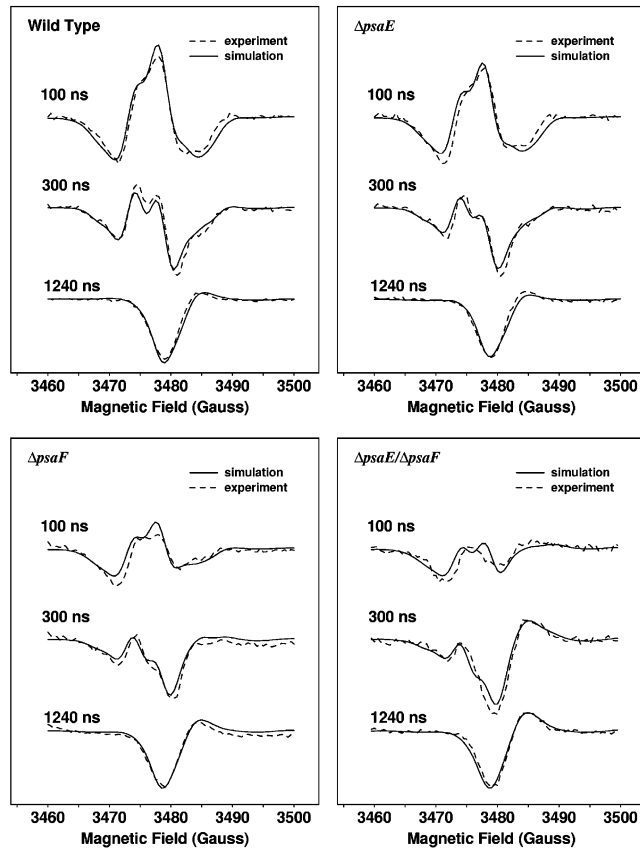 Wild Type
experiment
simulation
100 ns
300 ns
1240 ns
3460 3470 3480 3490 3500
Magnetic Field (Gauss)
ΔpsaE
experiment
simulation
100 ns
300 ns
1240 ns
3460 3470 3480 3490 3500
Magnetic Field (Gauss)
ΔpsaF
simulation
experiment
100 ns
300 ns
1240 ns
3460 3470 3480 3490 3500
Magnetic Field (Gauss)
ΔpsaE/ΔpsaF
simulation
experiment
100 ns
300 ns
1240 ns
3460 3470 3480 3490 3500
Magnetic Field (Gauss)